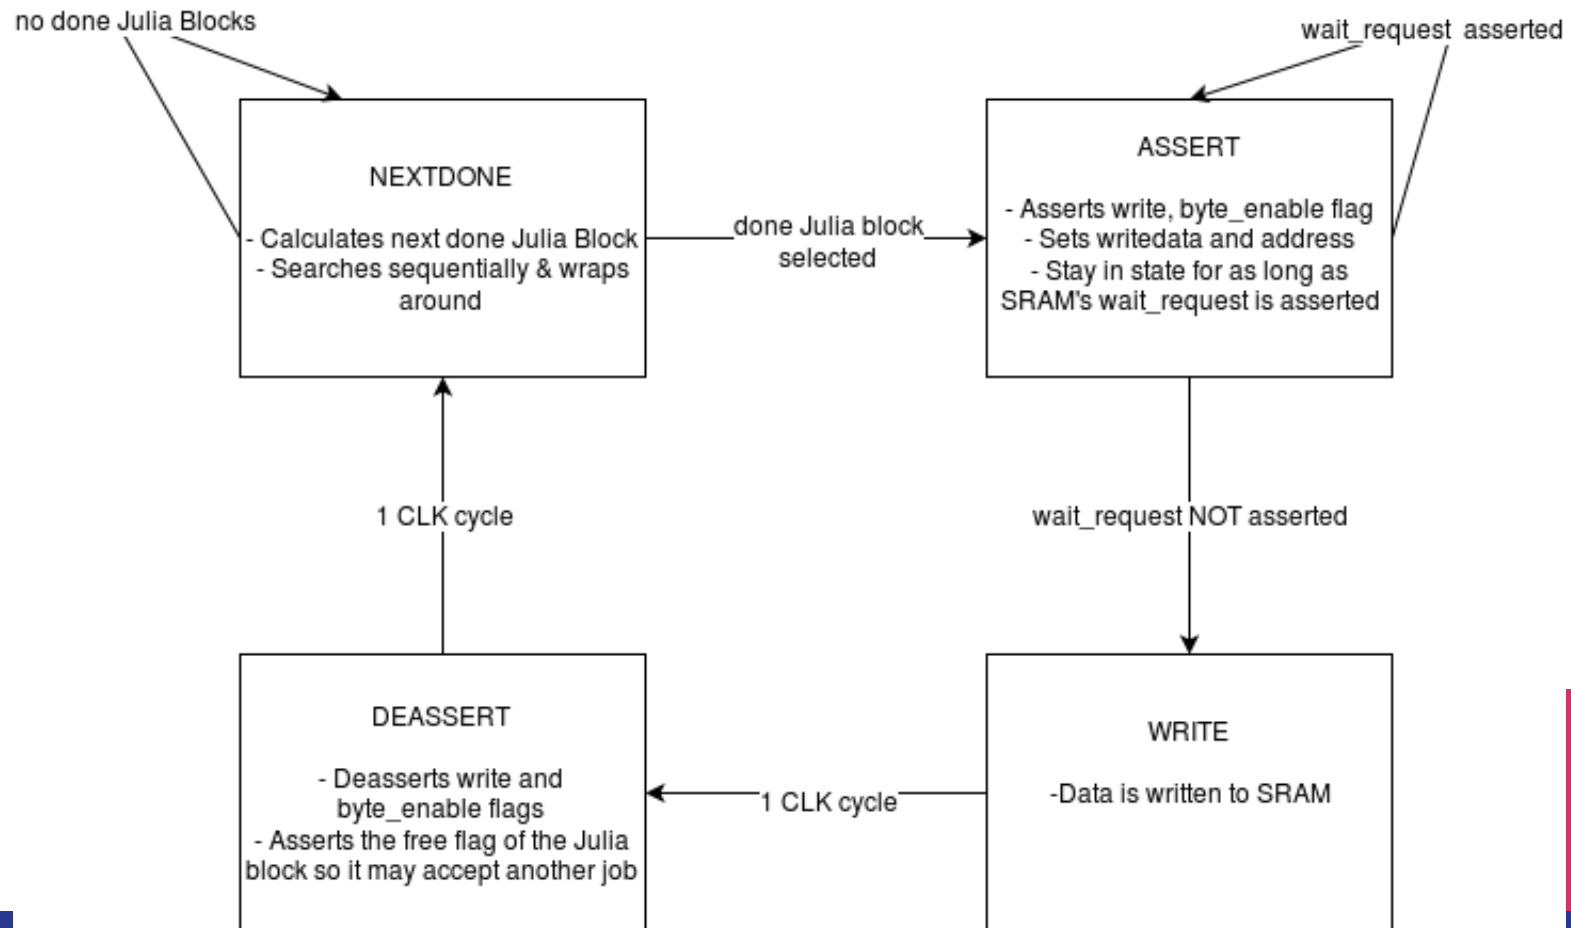 no done Julia Blocks
wait_request asserted
NEXTDONE
- Calculates next done Julia Block
- Searches sequentially & wraps
around
done Julia block
selected
ASSERT
- Asserts write, byte_enable flag
- Sets writedata and address
- Stay in state for as long as
SRAM's wait_request is asserted
1 CLK cycle
wait_request NOT asserted
DEASSERT
- Deasserts write and
byte_enable flags
- Asserts the free flag of the Julia
block so it may accept another job
1 CLK cycle
WRITE
-Data is written to SRAM